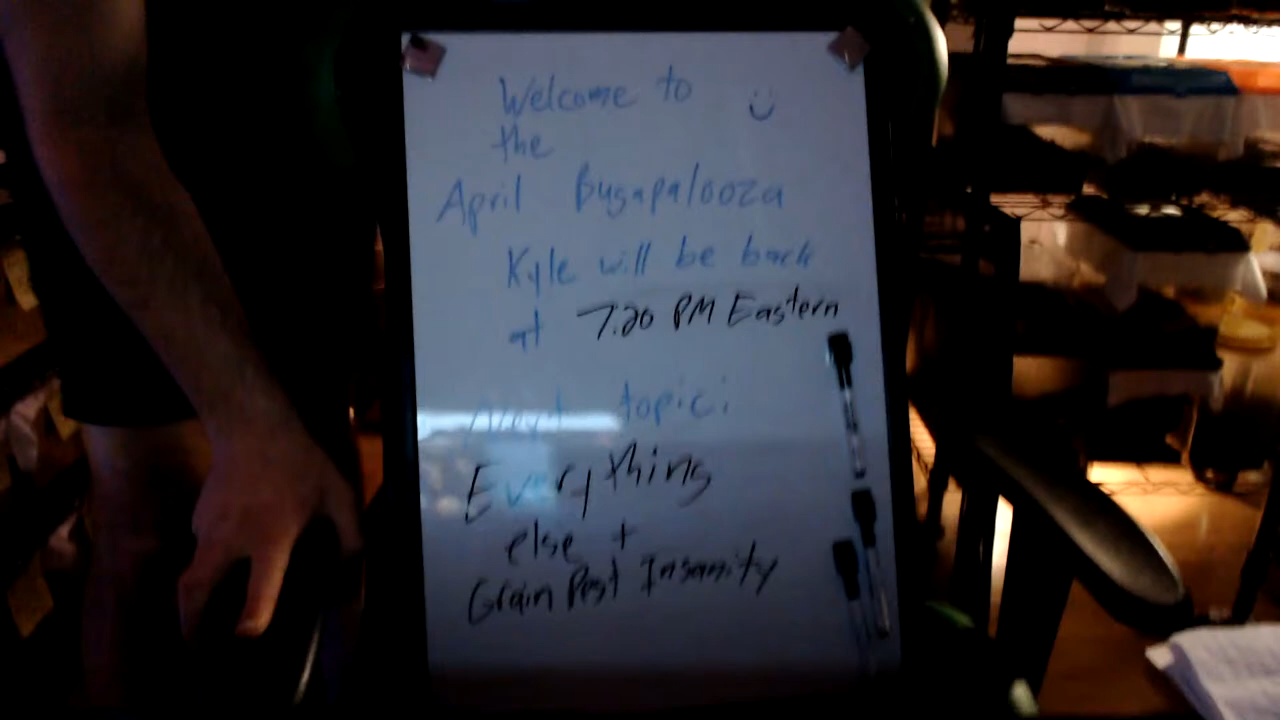 Welcome to
the
April Bugapalooza
Kyle will be back
at 7:20 PM Eastern
Next topic:
Everything
else +
Grain Pest Insanity